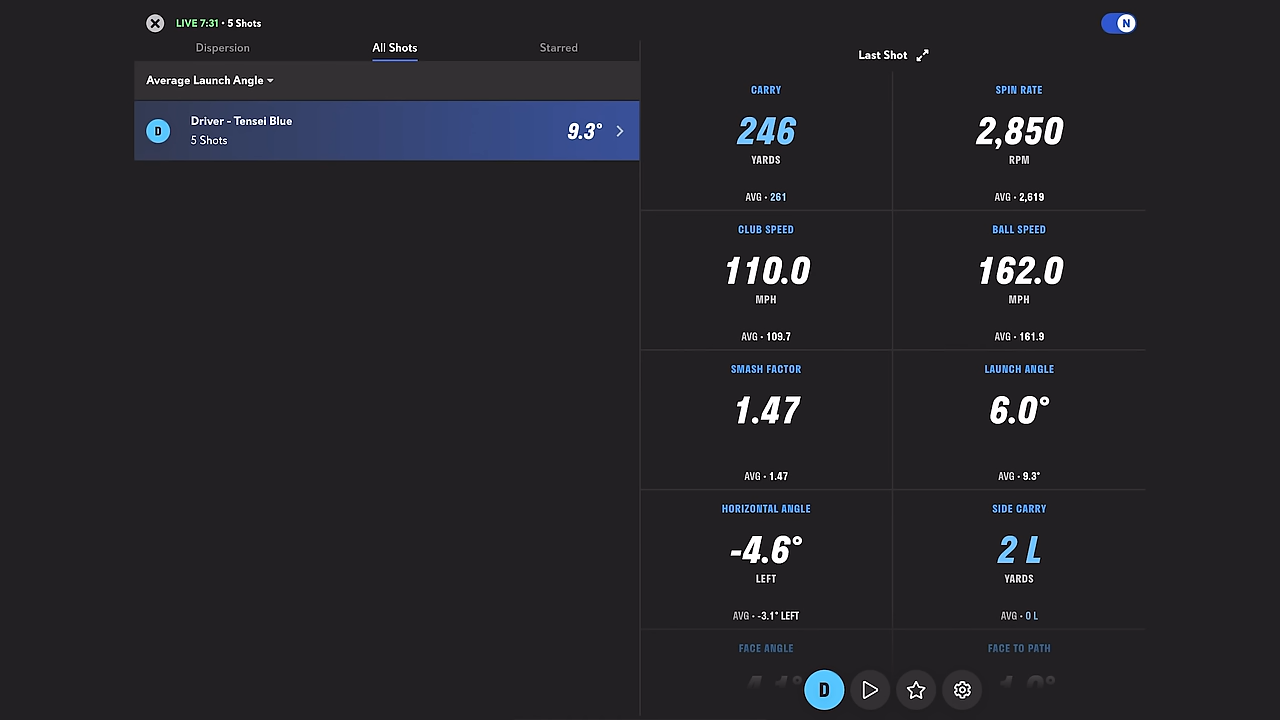 LIVE 7:31 • 5 Shots
N
Dispersion
All Shots
Starred
Last Shot
Average Launch Angle
D
Driver - Tensei Blue
5 Shots
9.3°
CARRY
246
YARDS
AVG • 261
SPIN RATE
2,850
RPM
AVG • 2,619
CLUB SPEED
110.0
MPH
AVG • 109.7
BALL SPEED
162.0
MPH
AVG • 161.9
SMASH FACTOR
1.47
AVG • 1.47
LAUNCH ANGLE
6.0°
AVG • 9.3°
HORIZONTAL ANGLE
-4.6°
LEFT
AVG • -3.1° LEFT
SIDE CARRY
2 L
YARDS
AVG • 0 L
FACE ANGLE
FACE TO PATH
D